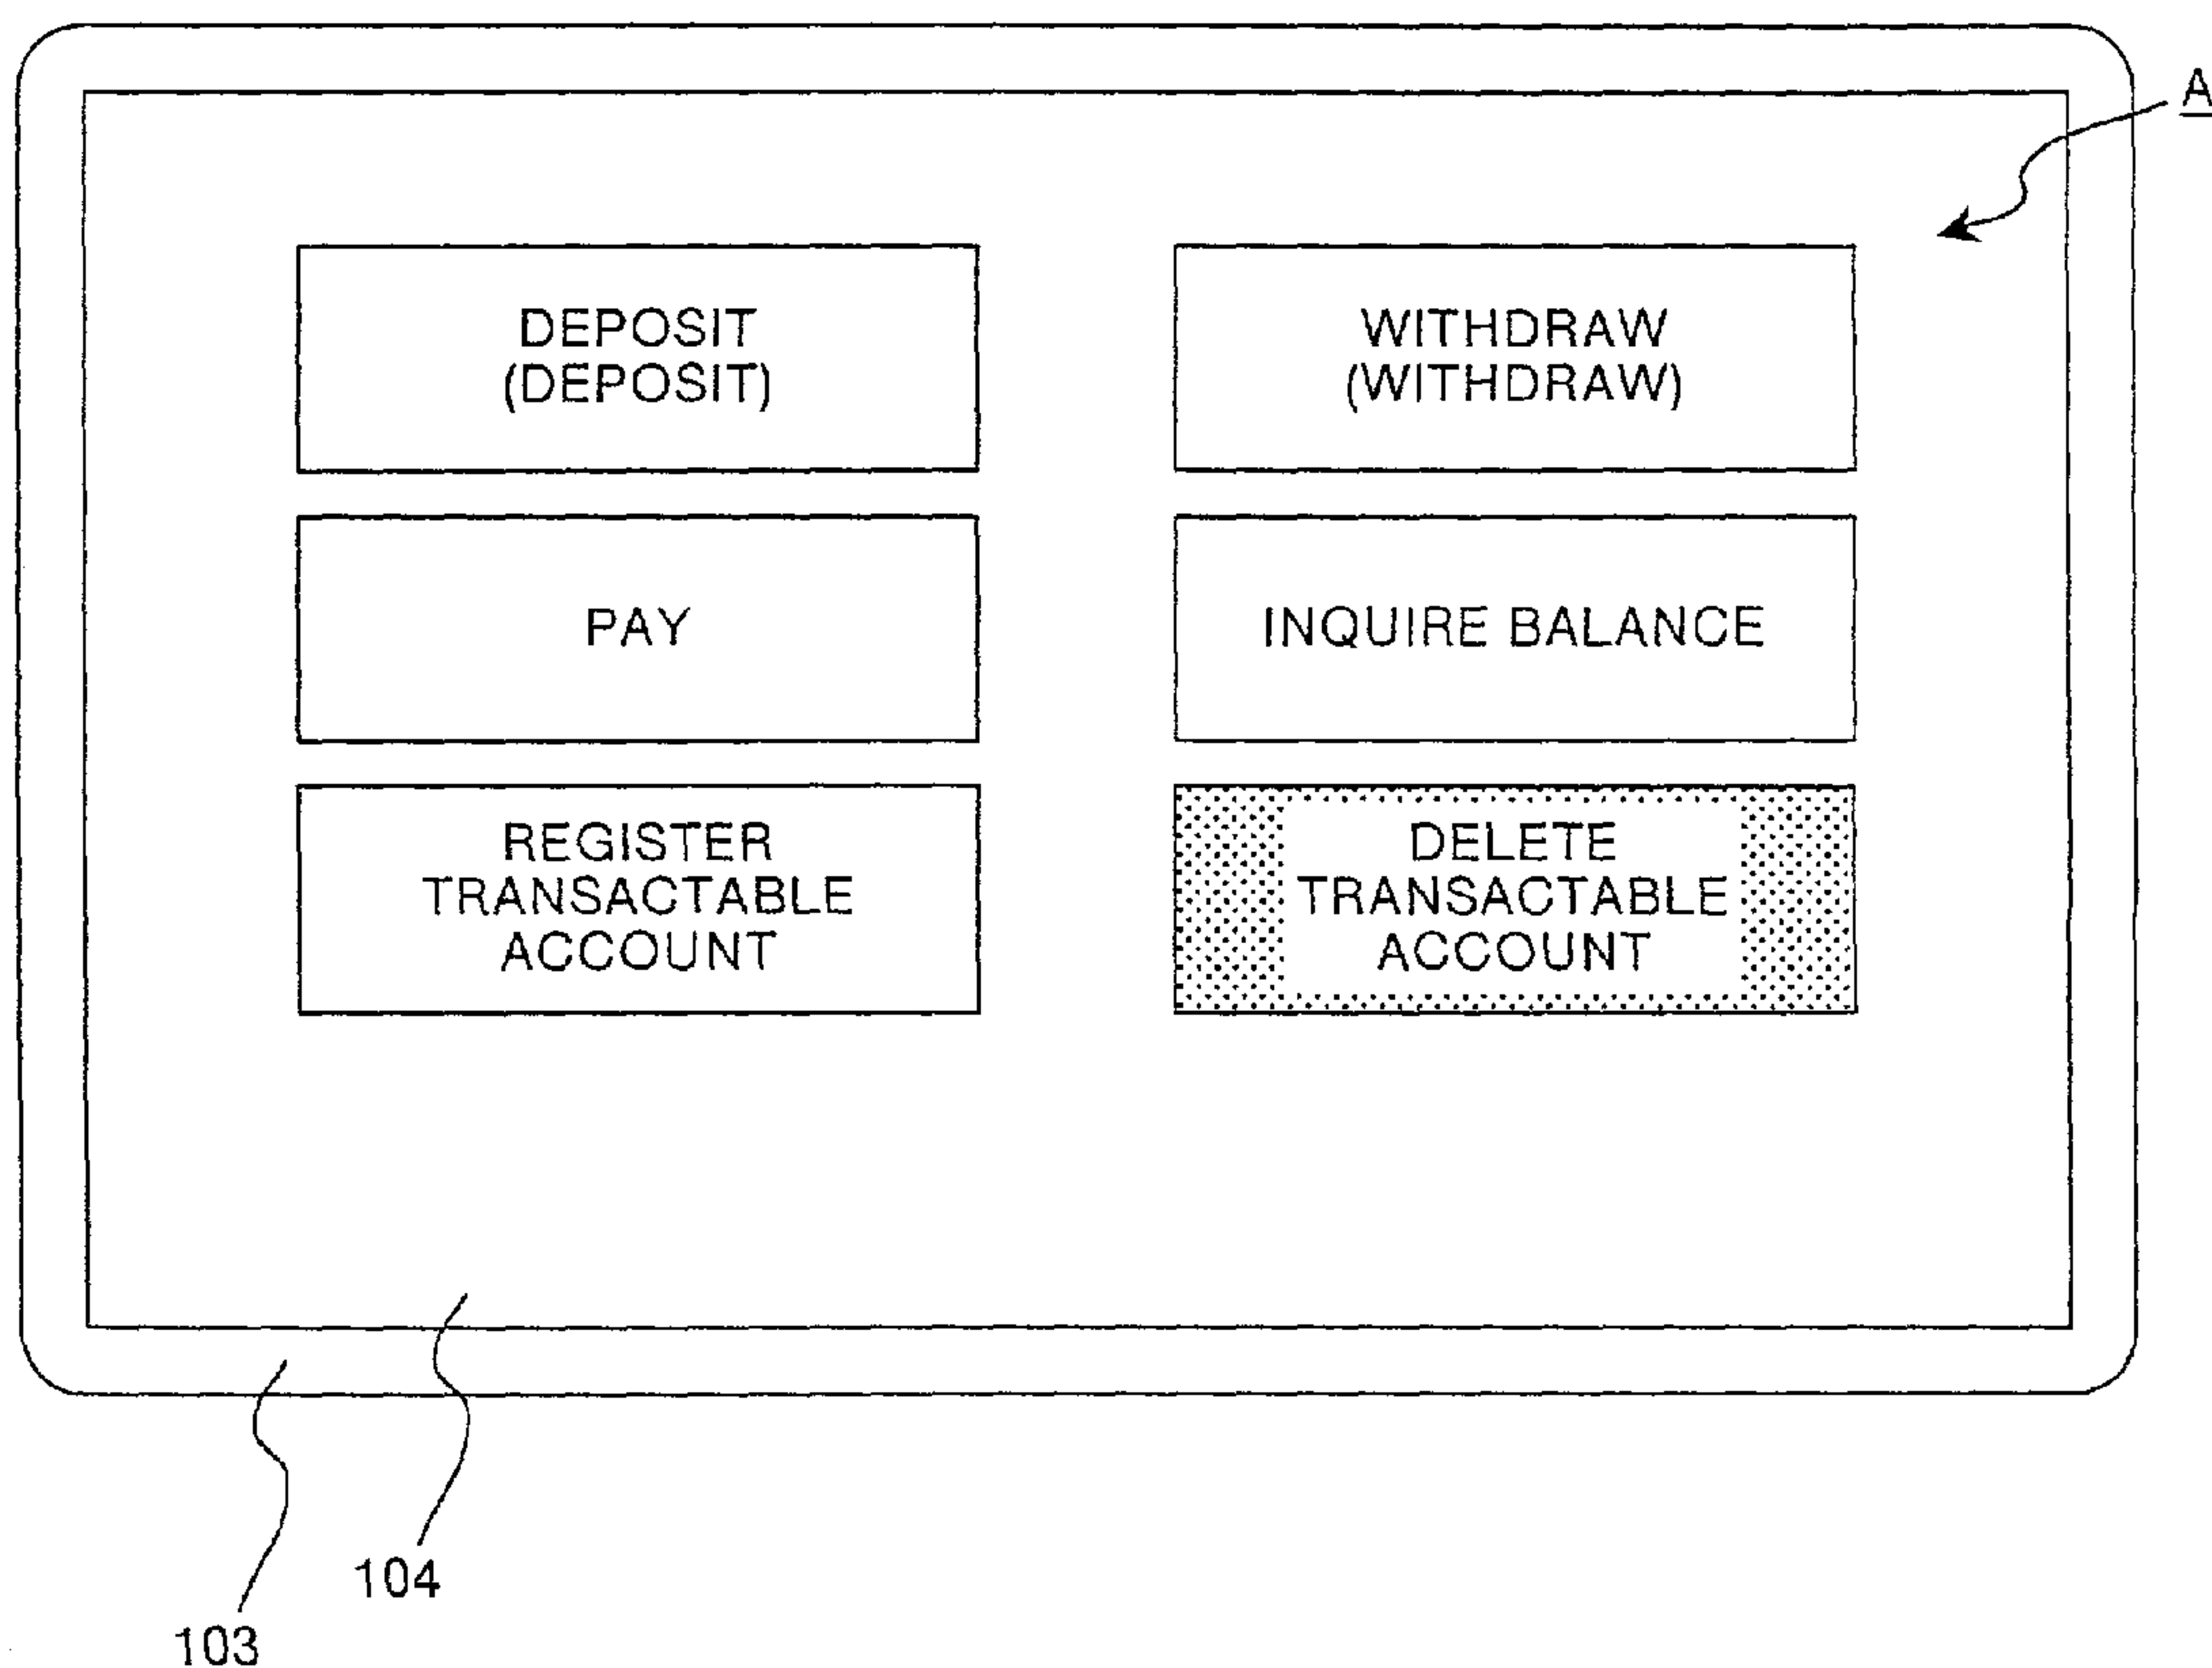 A
DEPOSIT
(DEPOSIT)
WITHDRAW
(WITHDRAW)
PAY
INQUIRE BALANCE
REGISTER
TRANSACTABLE
ACCOUNT
DELETE
TRANSACTABLE
ACCOUNT
104
103